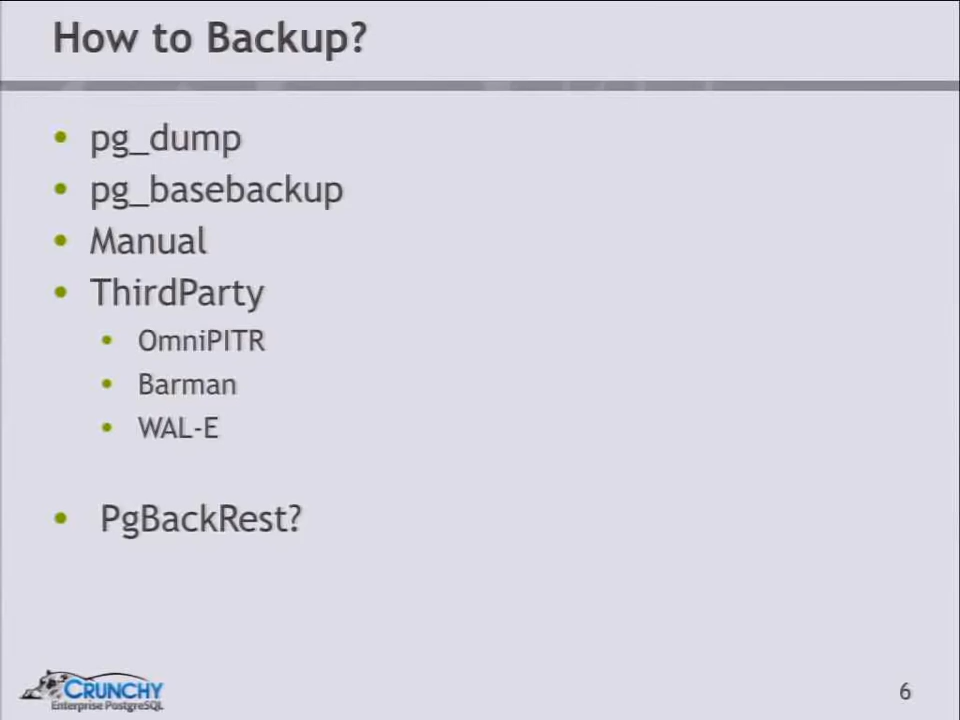 How to Backup?
• pg_dump
• pg_basebackup
• Manual
• ThirdParty
• OmniPITR
• Barman
• WAL-E
• PgBackRest?
CRUNCHY
Enterprise PostgreSQL
6